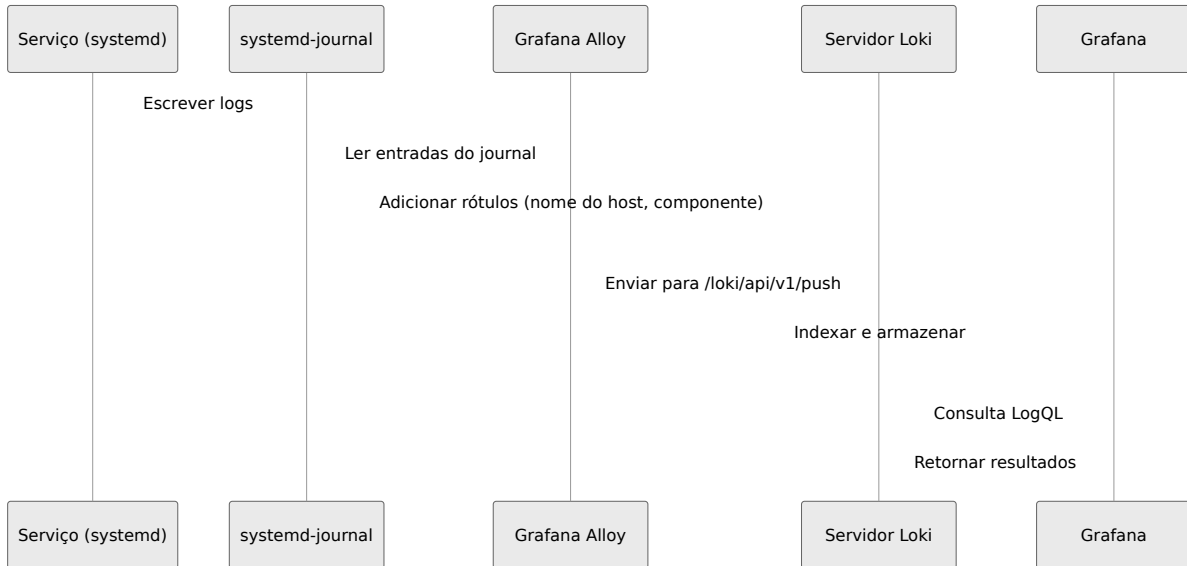 Serviço (systemd)
systemd-journal
Grafana Alloy
Servidor Loki
Grafana
Escrever logs
Ler entradas do journal
Adicionar rótulos (nome do host, componente)
Enviar para /loki/api/v1/push
Indexar e armazenar
Consulta LogQL
Retornar resultados
Serviço (systemd)
systemd-journal
Grafana Alloy
Servidor Loki
Grafana